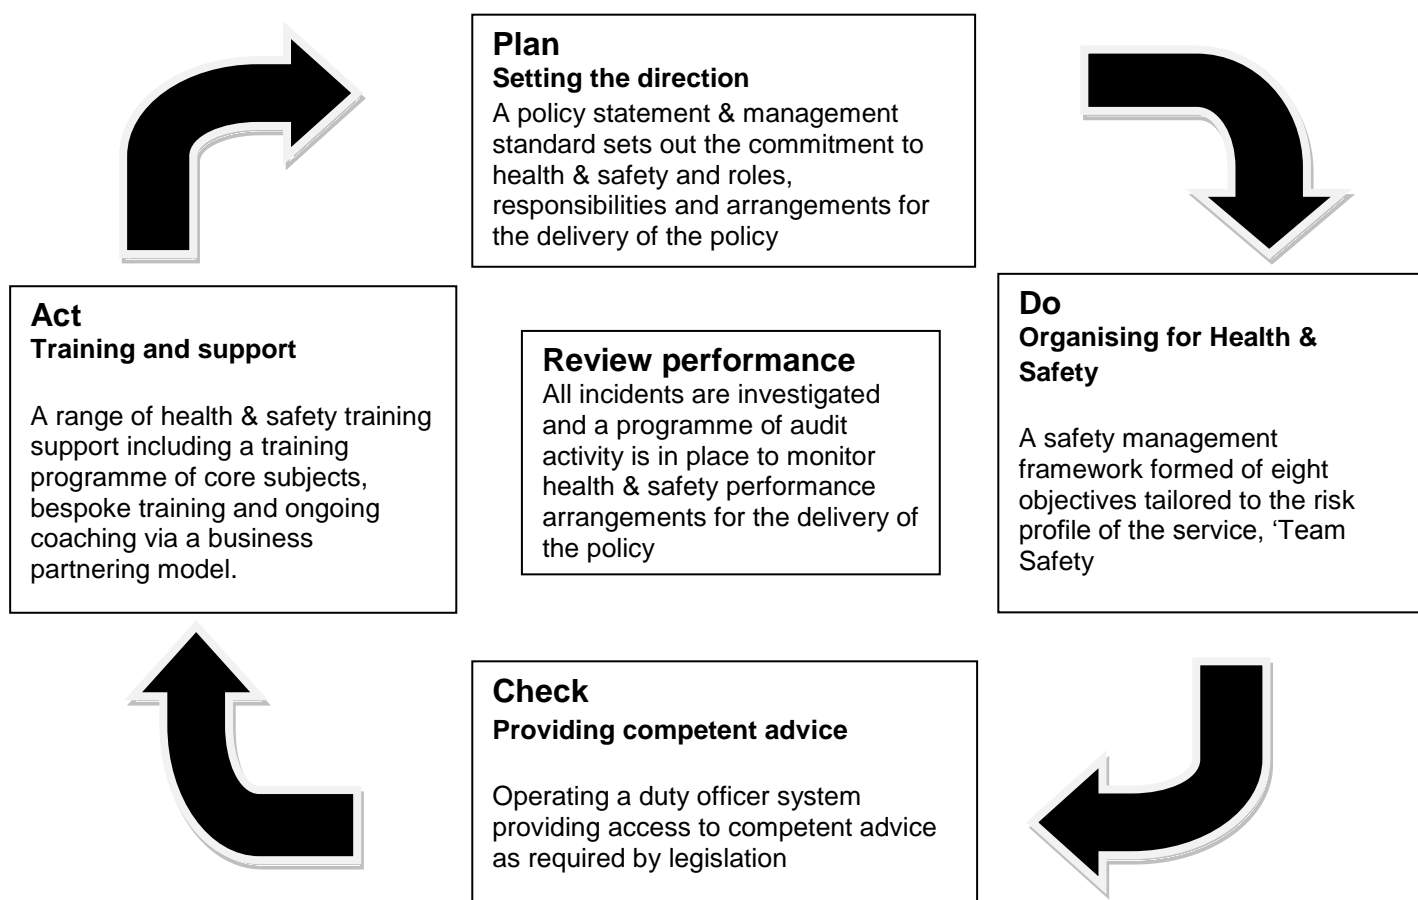 Plan
Setting the direction
A policy statement & management
standard sets out the commitment to
health & safety and roles,
responsibilities and arrangements for
the delivery of the policy
Do
Organising for Health &
Safety
A safety management
framework formed of eight
objectives tailored to the risk
profile of the service, ‘Team
Safety
Check
Providing competent advice
Operating a duty officer system
providing access to competent advice
as required by legislation
Act
Training and support
A range of health & safety training
support including a training
programme of core subjects,
bespoke training and ongoing
coaching via a business
partnering model.
Review performance
All incidents are investigated
and a programme of audit
activity is in place to monitor
health & safety performance
arrangements for the delivery of
the policy